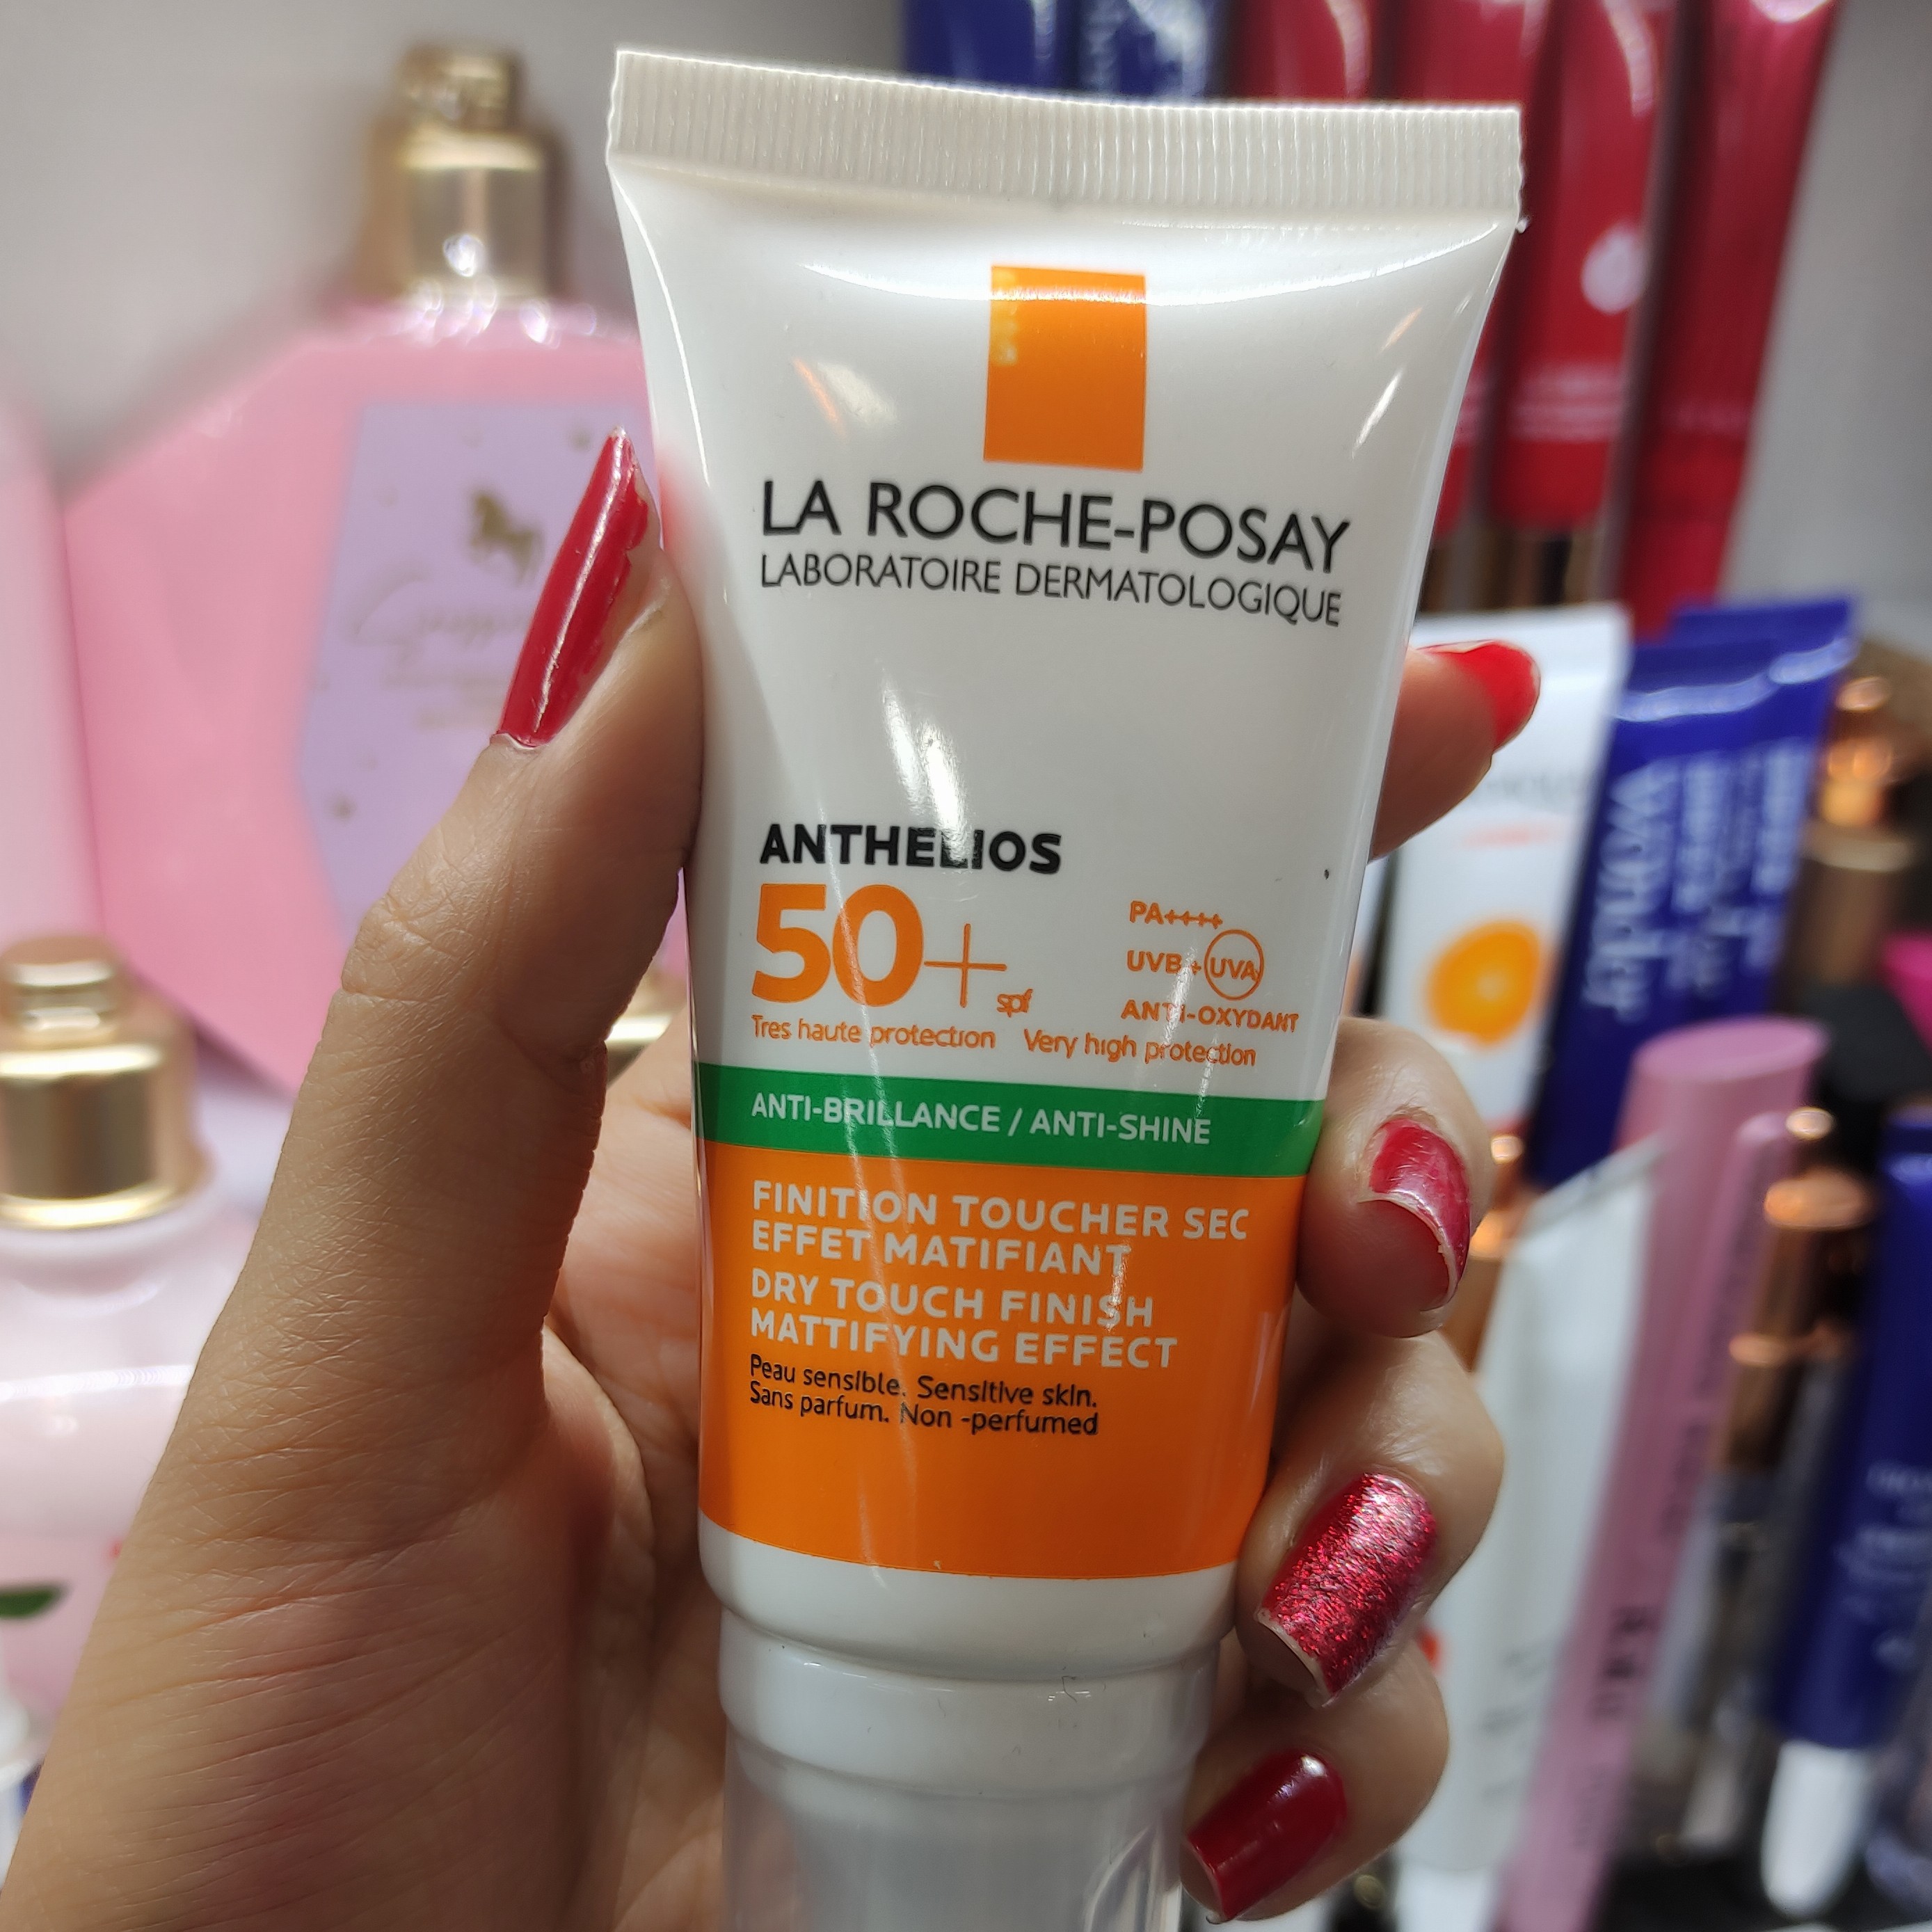 LA ROCHE-POSAY
LABORATOIRE DERMATOLOGIQUE
ANTHELIOS
50+ spf
PA++++
UVB + UVA
ANTI-OXYDANT
Tres haute protection Very high protection
ANTI-BRILLANCE / ANTI-SHINE
FINITION TOUCHER SEC
EFFET MATIFIANT
DRY TOUCH FINISH
MATTIFYING EFFECT
Peau sensible. Sensitive skin.
Sans parfum. Non -perfumed
Wonder